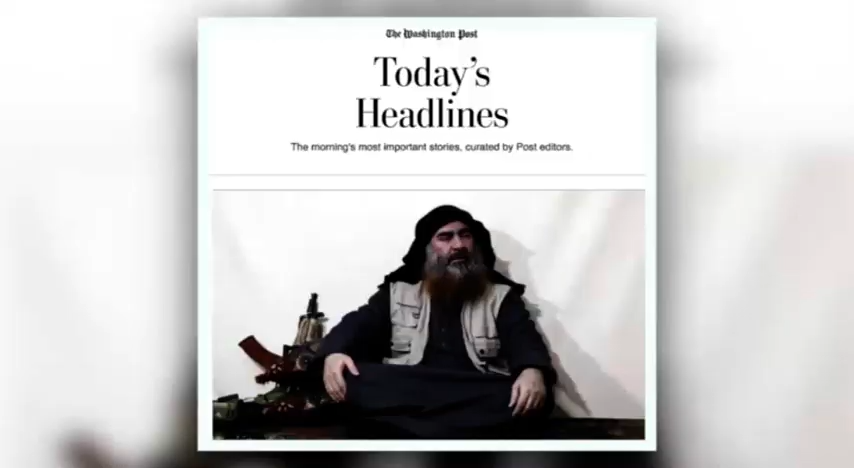 The Washington Post
Today's
Headlines
The morning's most important stories, curated by Post editors.